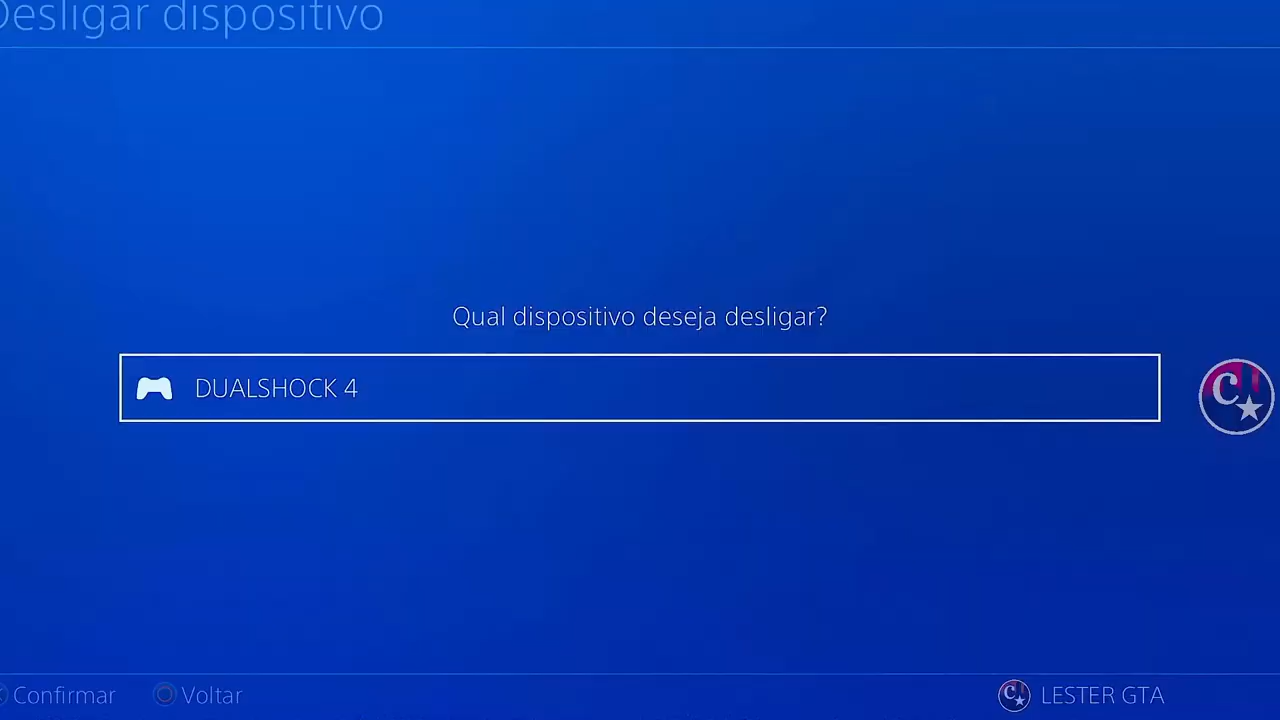 Desligar dispositivo
Qual dispositivo deseja desligar?
DUALSHOCK 4
C
Confirmar
Voltar
C
LESTER GTA